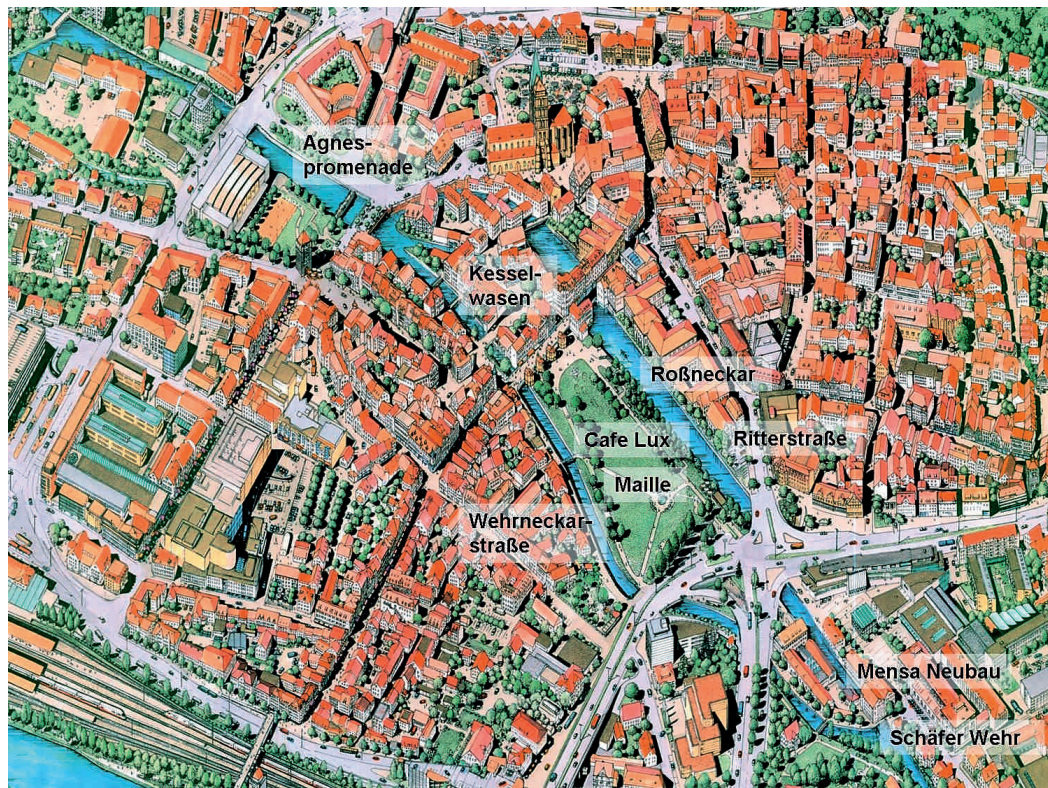 Agnes-
promenade
Kessel-
wasen
Roßneckar
Cafe Lux
Ritterstraße
Maille
Wehrneckar-
straße
Mensa Neubau
Schäfer Wehr